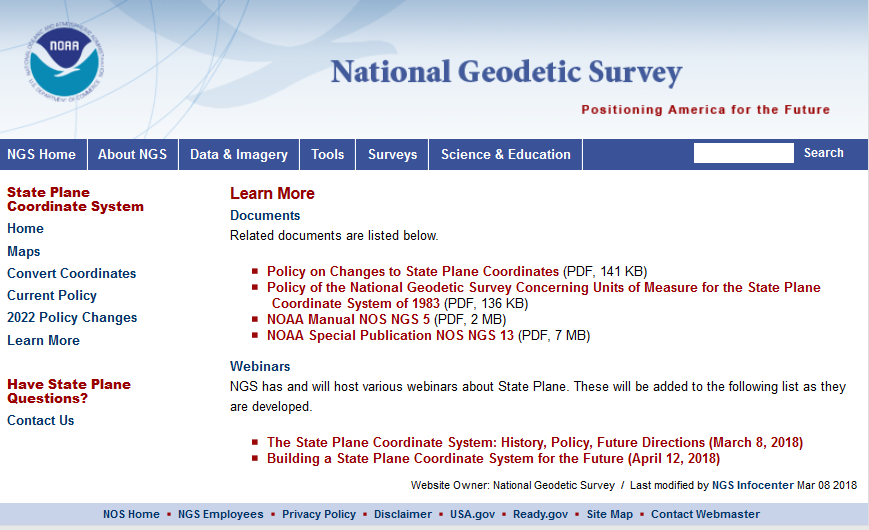 NATIONAL OCEANIC AND ATMOSPHERIC ADMINISTRATION
NOAA
U.S. DEPARTMENT OF COMMERCE
National Geodetic Survey
Positioning America for the Future
NGS Home About NGS Data & Imagery Tools Surveys Science & Education Search
State Plane
Coordinate System
Home
Maps
Convert Coordinates
Current Policy
2022 Policy Changes
Learn More
Have State Plane
Questions?
Contact Us
Learn More
Documents
Related documents are listed below.
Policy on Changes to State Plane Coordinates (PDF, 141 KB)
Policy of the National Geodetic Survey Concerning Units of Measure for the State Plane
Coordinate System of 1983 (PDF, 136 KB)
NOAA Manual NOS NGS 5 (PDF, 2 MB)
NOAA Special Publication NOS NGS 13 (PDF, 7 MB)
Webinars
NGS has and will host various webinars about State Plane. These will be added to the following list as they
are developed.
The State Plane Coordinate System: History, Policy, Future Directions (March 8, 2018)
Building a State Plane Coordinate System for the Future (April 12, 2018)
Website Owner: National Geodetic Survey / Last modified by NGS Infocenter Mar 08 2018
NOS Home ▪ NGS Employees ▪ Privacy Policy ▪ Disclaimer ▪ USA.gov ▪ Ready.gov ▪ Site Map ▪ Contact Webmaster